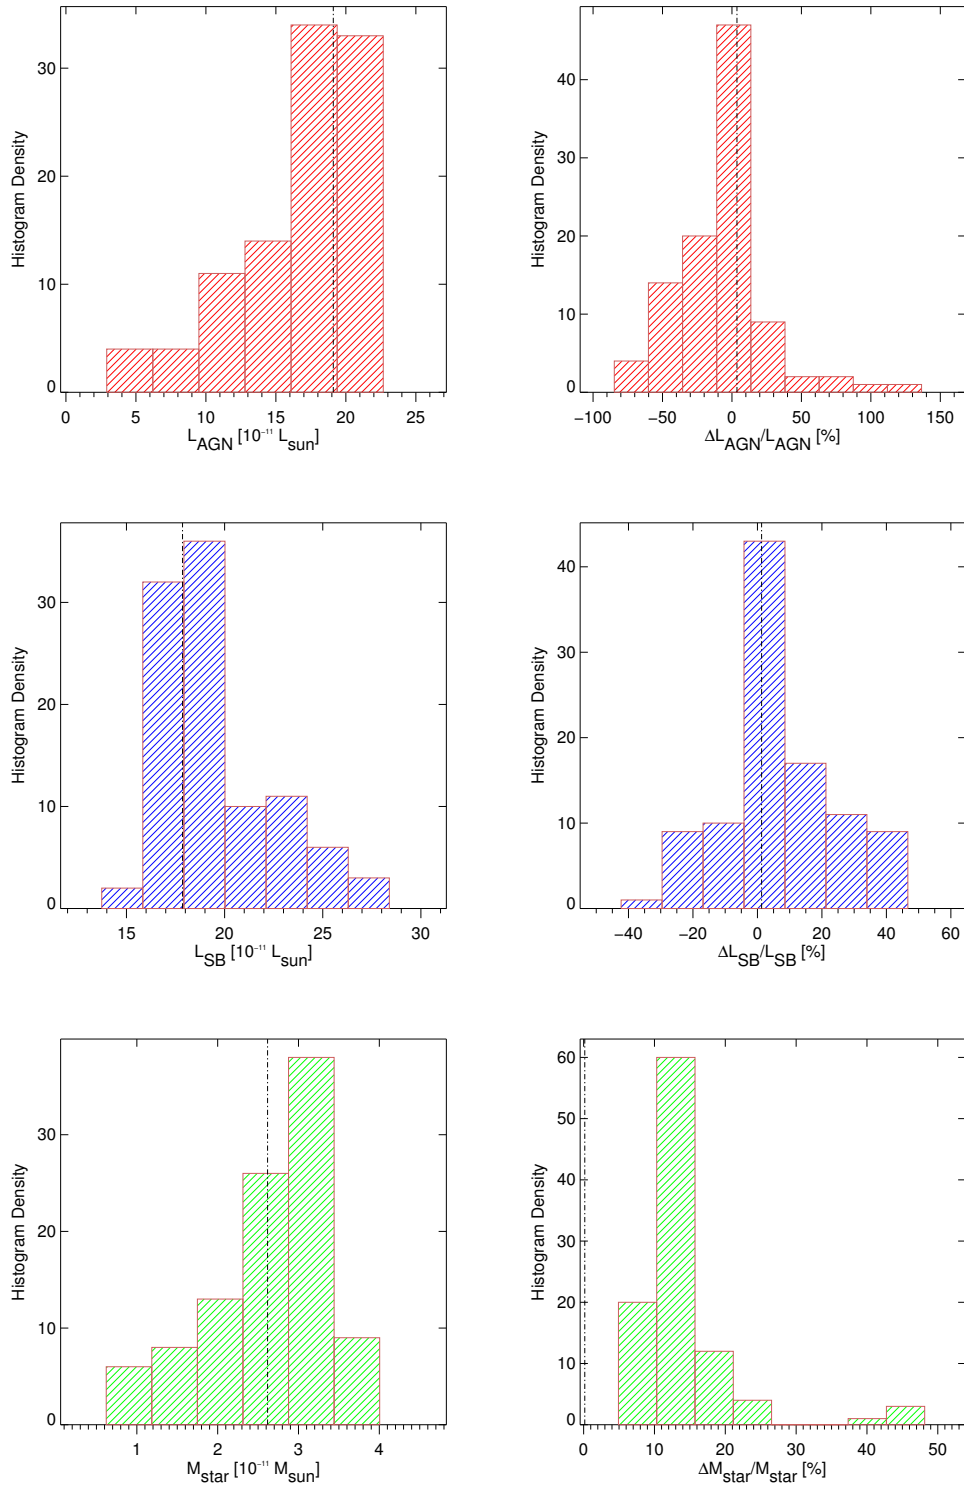 Histogram Density
30
20
10
0
0 5 10 15 20 25
L_AGN [10⁻¹¹ L_sun]
Histogram Density
40
30
20
10
0
−100 −50 0 50 100 150
ΔL_AGN/L_AGN [%]
Histogram Density
30
20
10
0
15 20 25 30
L_SB [10⁻¹¹ L_sun]
Histogram Density
40
30
20
10
0
−40 −20 0 20 40 60
ΔL_SB/L_SB [%]
Histogram Density
30
20
10
0
1 2 3 4
M_star [10⁻¹¹ M_sun]
Histogram Density
60
50
40
30
20
10
0
0 10 20 30 40 50
ΔM_star/M_star [%]